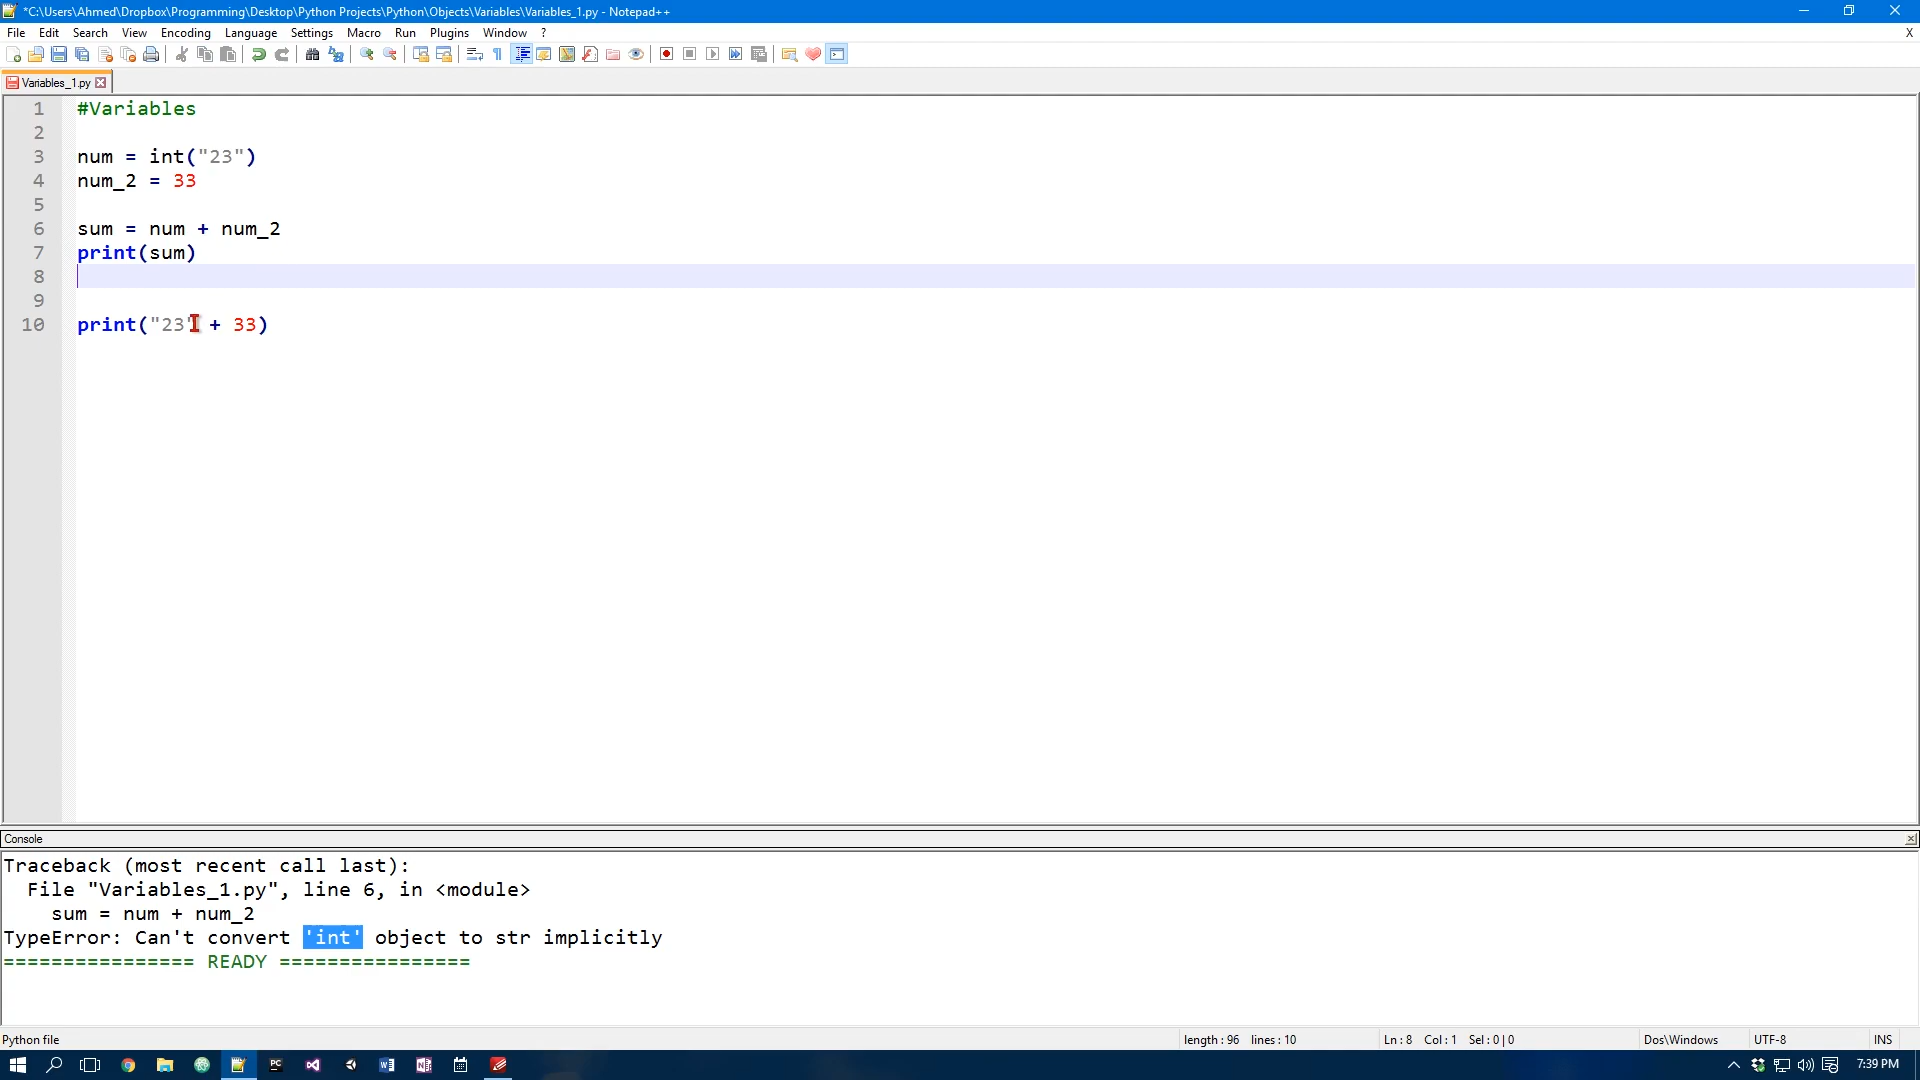 *C:\Users\Ahmed\Dropbox\Programming\Desktop\Python Projects\Python\Objects\Variables\Variables_1.py - Notepad++
File Edit Search View Encoding Language Settings Macro Run Plugins Window ? X
Variables_1.py
1 #Variables
2
3 num = int("23")
4 num_2 = 33
5
6 sum = num + num_2
7 print(sum)
8
9
10 print("23" + 33)
Console
Traceback (most recent call last):
File "Variables_1.py", line 6, in <module>
sum = num + num_2
TypeError: Can't convert 'int' object to str implicitly
================ READY ================
Python file length : 96 lines : 10 Ln : 8 Col : 1 Sel : 0 | 0 Dos\Windows UTF-8 INS
7:39 PM